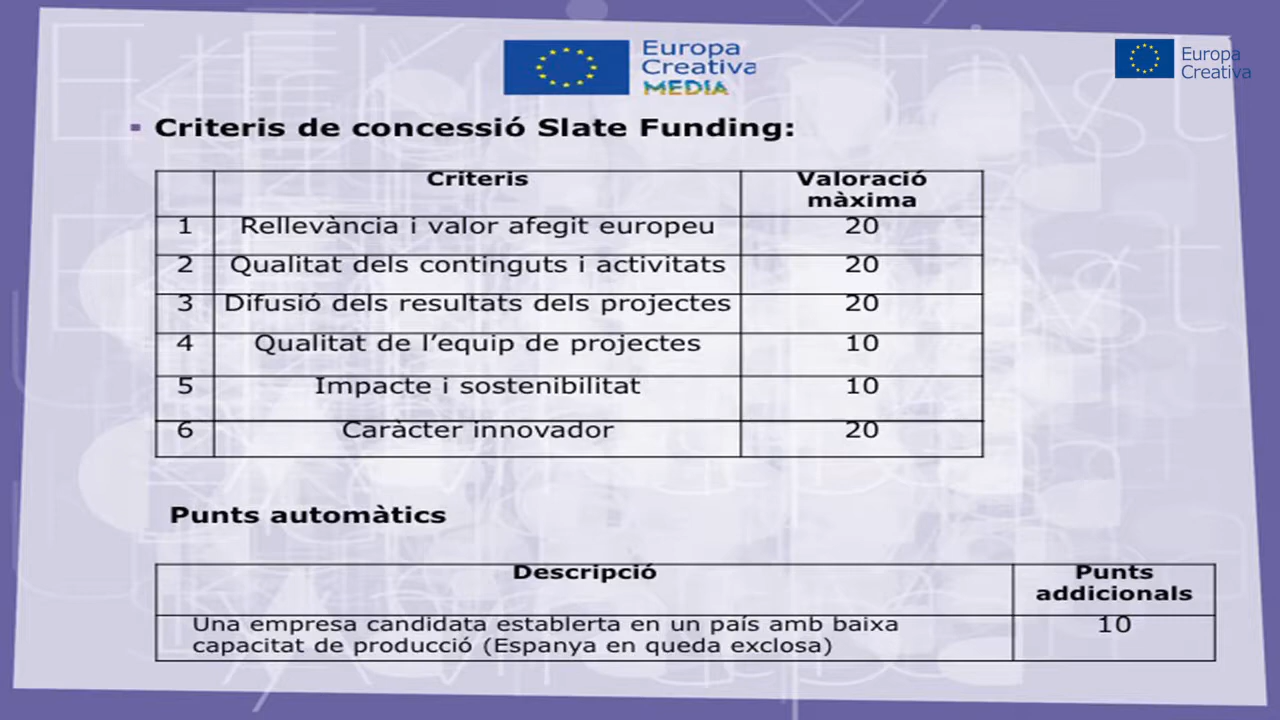 Europa
Creativa
MEDIA
Europa
Creativa
Criteris de concessió Slate Funding:
Criteris Valoració
màxima
1 Rellevància i valor afegit europeu 20
2 Qualitat dels continguts i activitats 20
3 Difusió dels resultats dels projectes 20
4 Qualitat de l’equip de projectes 10
5 Impacte i sostenibilitat 10
6 Caràcter innovador 20
Punts automàtics
Descripció Punts
addicionals
Una empresa candidata establerta en un país amb baixa 10
capacitat de producció (Espanya en queda exclosa)